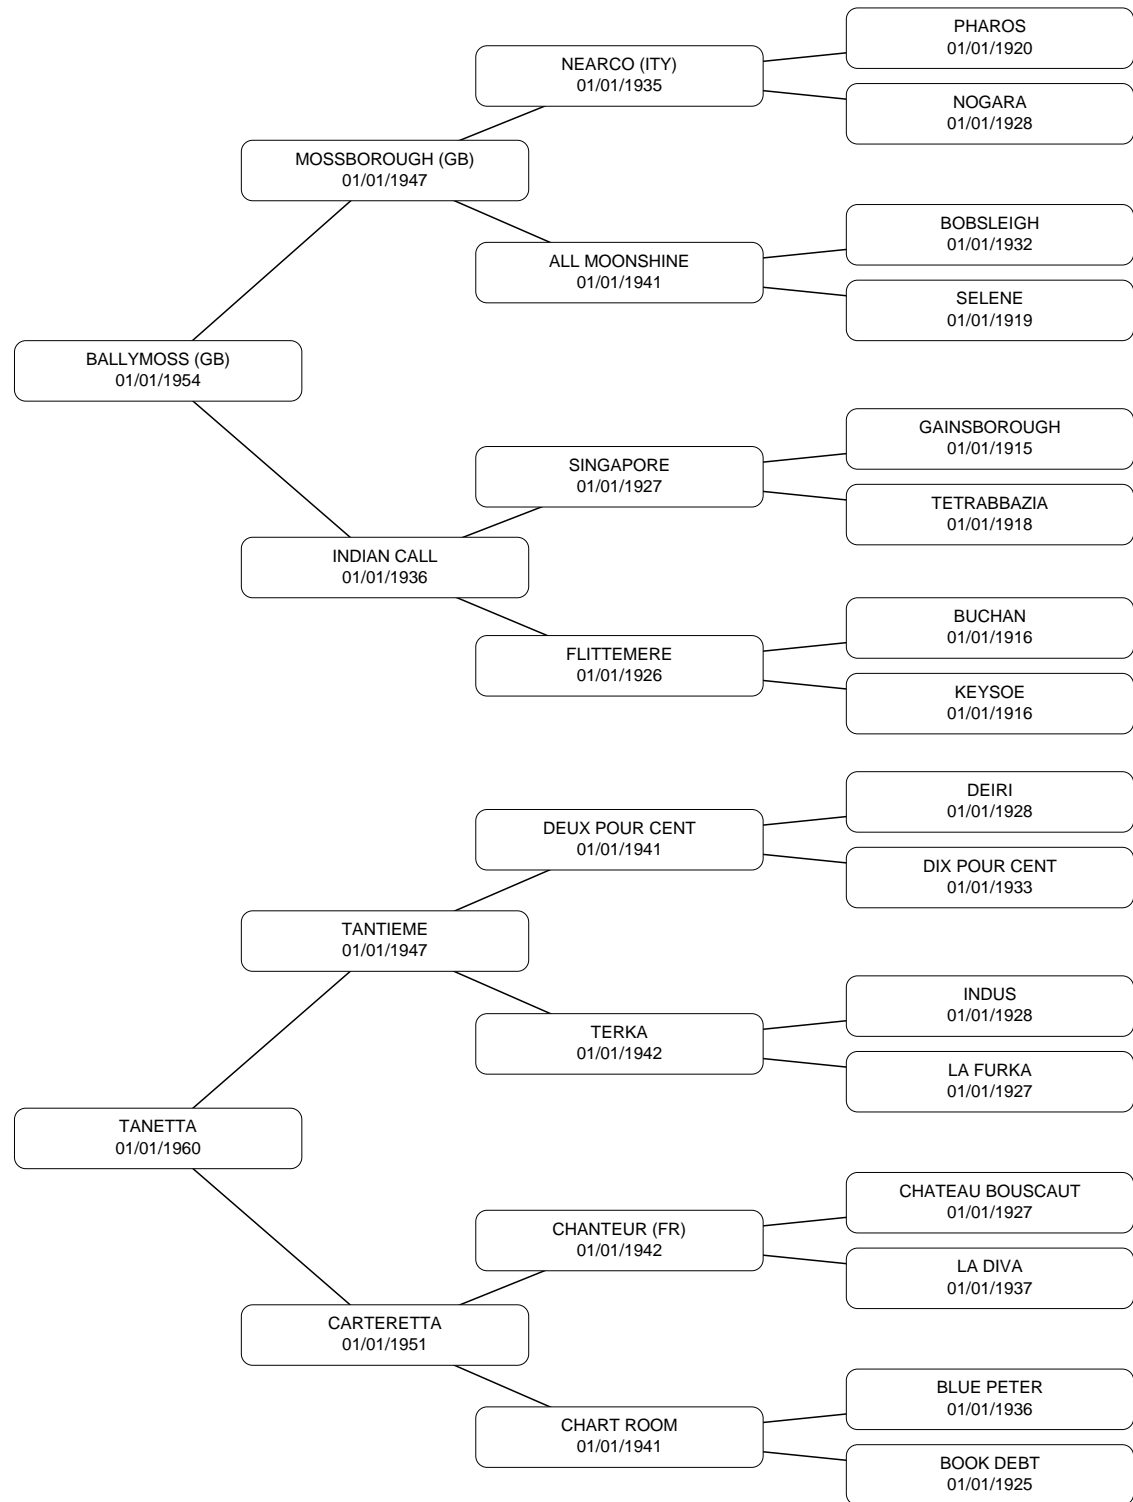 PHAROS
01/01/1920
NEARCO (ITY)
01/01/1935
NOGARA
01/01/1928
MOSSBOROUGH (GB)
01/01/1947
BOBSLEIGH
01/01/1932
ALL MOONSHINE
01/01/1941
SELENE
01/01/1919
BALLYMOSS (GB)
01/01/1954
GAINSBOROUGH
01/01/1915
SINGAPORE
01/01/1927
TETRABBAZIA
01/01/1918
INDIAN CALL
01/01/1936
BUCHAN
01/01/1916
FLITTEMERE
01/01/1926
KEYSOE
01/01/1916
DEIRI
01/01/1928
DEUX POUR CENT
01/01/1941
DIX POUR CENT
01/01/1933
TANTIEME
01/01/1947
INDUS
01/01/1928
TERKA
01/01/1942
LA FURKA
01/01/1927
TANETTA
01/01/1960
CHATEAU BOUSCAUT
01/01/1927
CHANTEUR (FR)
01/01/1942
LA DIVA
01/01/1937
CARTERETTA
01/01/1951
BLUE PETER
01/01/1936
CHART ROOM
01/01/1941
BOOK DEBT
01/01/1925